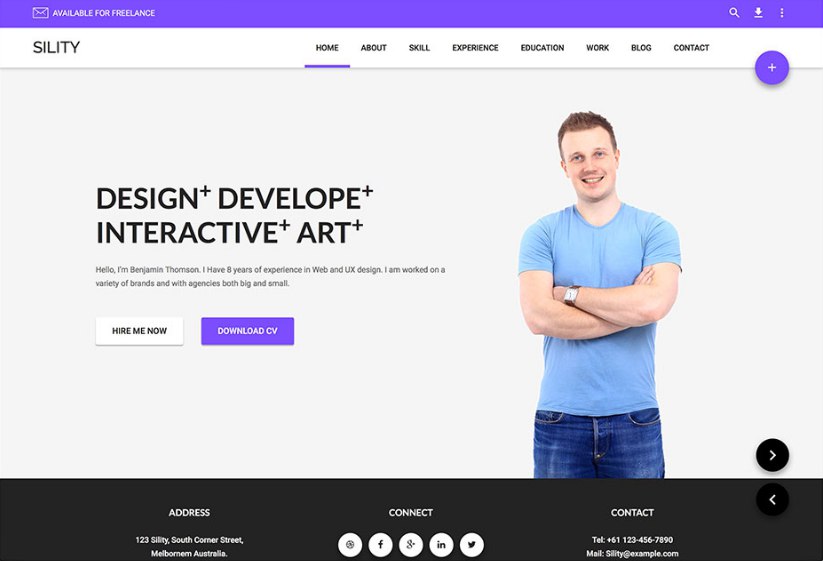 AVAILABLE FOR FREELANCE
SILITY
HOME ABOUT SKILL EXPERIENCE EDUCATION WORK BLOG CONTACT
DESIGN+ DEVELOPE+
INTERACTIVE+ ART+
Hello, I'm Benjamin Thomson. I Have 8 years of experience in Web and UX design. I am worked on a
variety of brands and with agencies both big and small.
HIRE ME NOW DOWNLOAD CV
ADDRESS CONNECT CONTACT
123 Sility, South Corner Street, Tel: +61 123-456-7890
Melbornem Australia. Mail: Sility@example.com